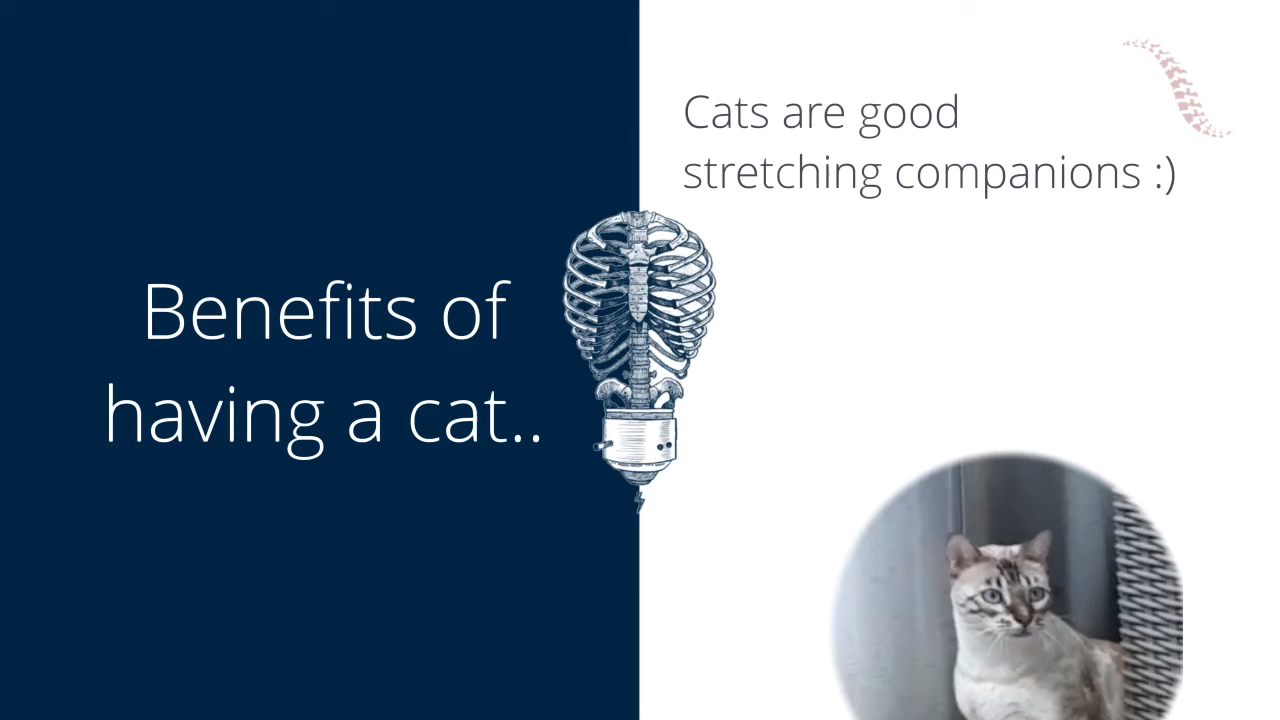 Benefits of
having a cat..
Cats are good
stretching companions :)